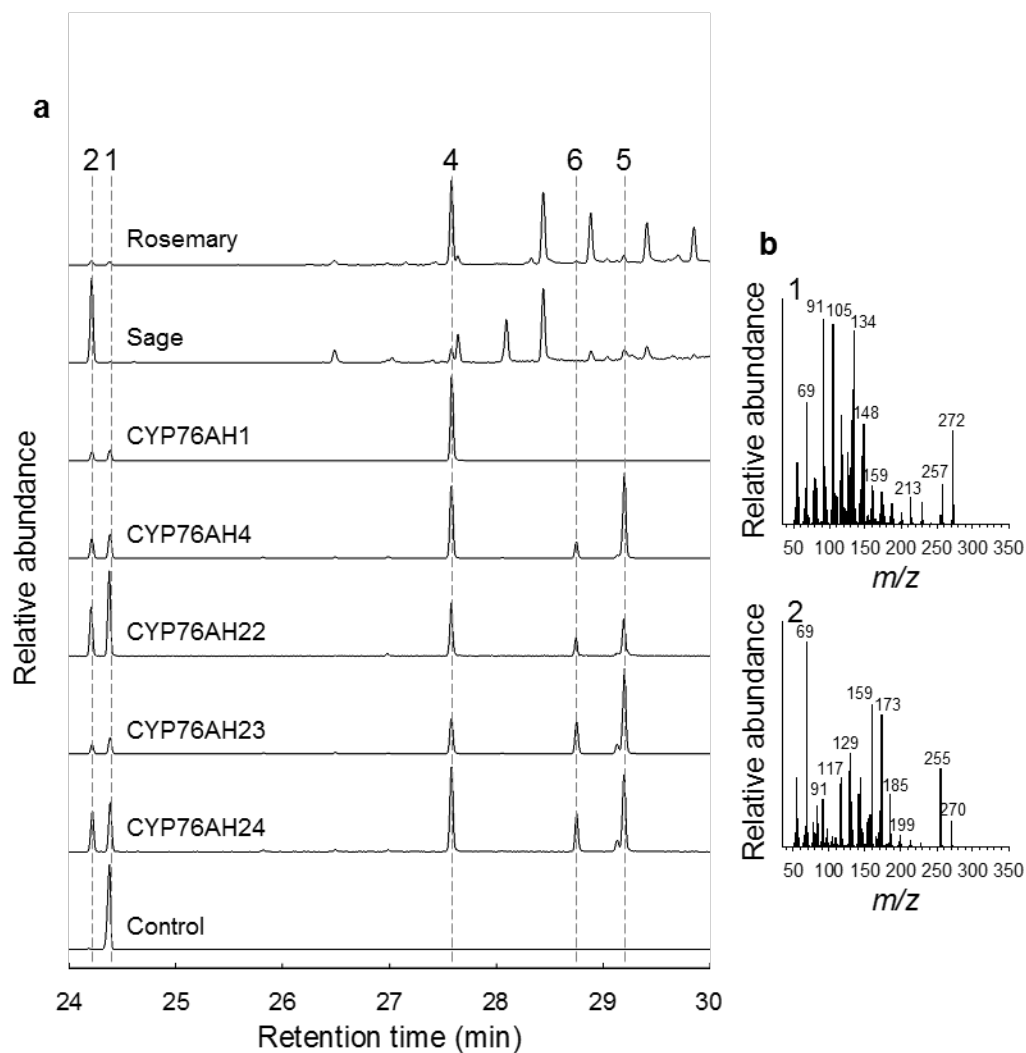 a
2 1 4 6 5
Rosemary
Sage
CYP76AH1
CYP76AH4
CYP76AH22
CYP76AH23
CYP76AH24
Control
Relative abundance
24 25 26 27 28 29 30
Retention time (min)
b
1
91 105 134
69
148
272
159
257
213
Relative abundance
50 100 150 200 250 300 350
m/z
2
69
159
173
129
255
117
91
185
270
199
Relative abundance
50 100 150 200 250 300 350
m/z